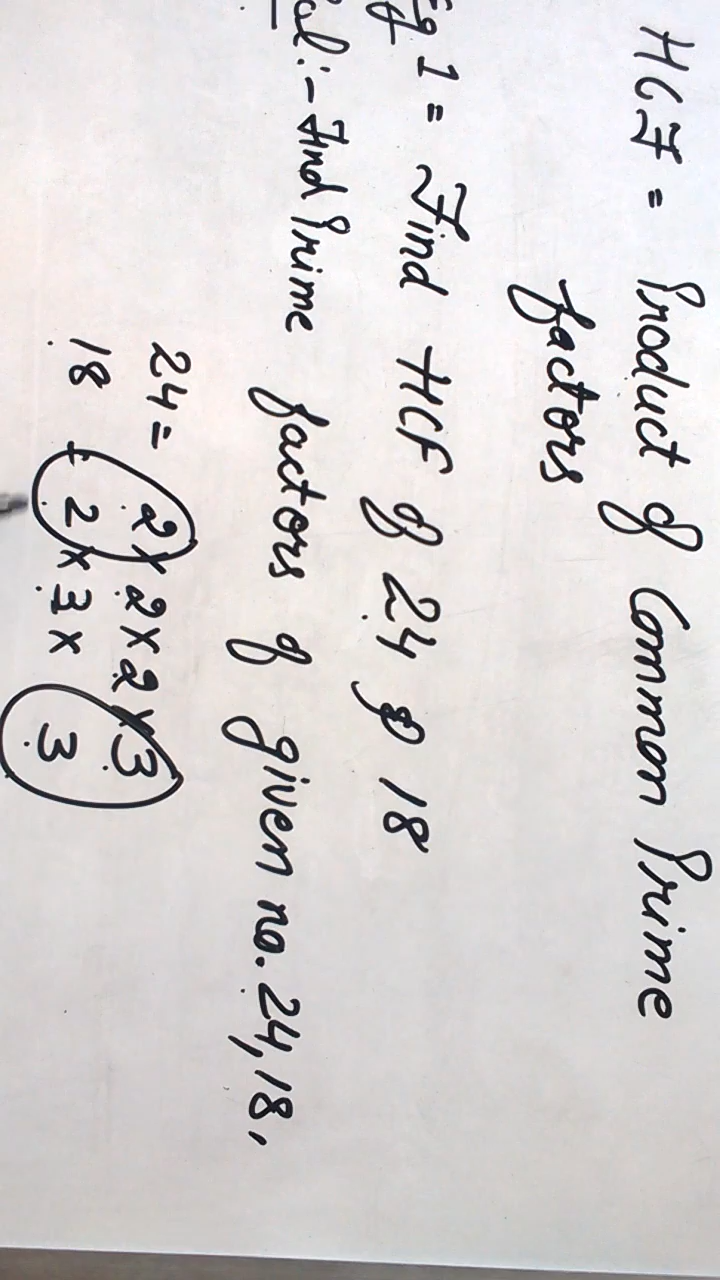 HCF = Product of Common Prime
factors
Eg 1 = Find HCF of 24 & 18
Sol:- Find Prime factors of given no. 24, 18,
24 = 2 x 2 x 2 x 3
18 = 2 x 3 x 3